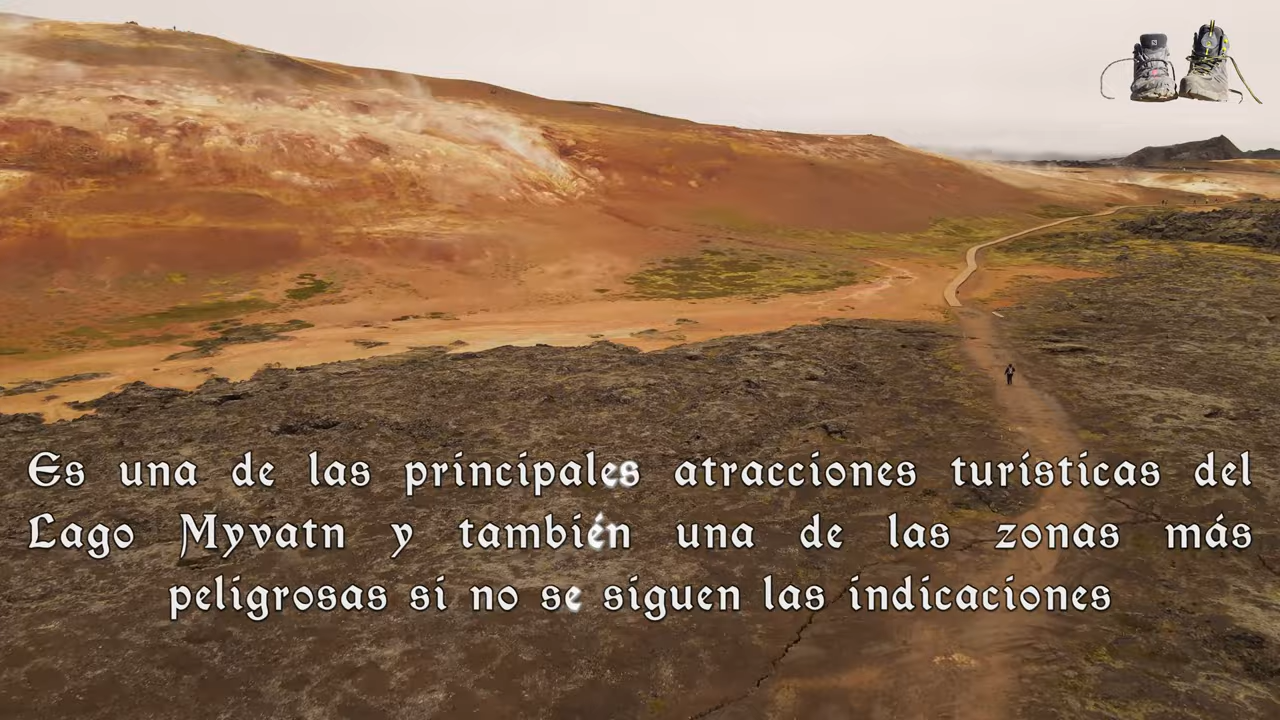 Es una de las principales atracciones turísticas del
Lago Myvatn y también una de las zonas más
peligrosas si no se siguen las indicaciones